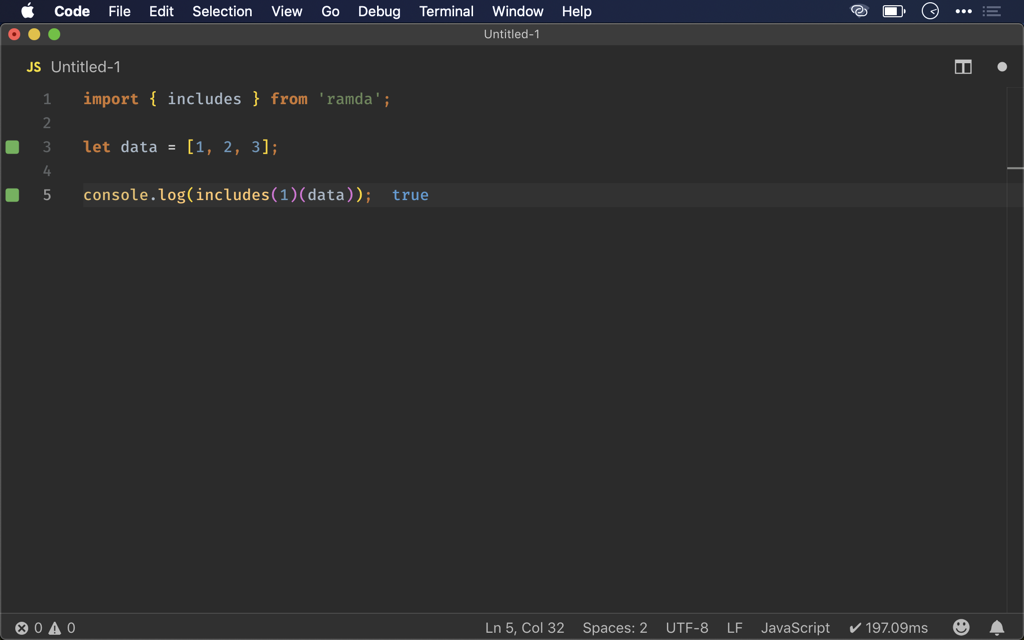 Code File Edit Selection View Go Debug Terminal Window Help
Untitled-1
JS Untitled-1
1 import { includes } from 'ramda';
2
3 let data = [1, 2, 3];
4
5 console.log(includes(1)(data)); true
0 0 Ln 5, Col 32 Spaces: 2 UTF-8 LF JavaScript ✔ 197.09ms